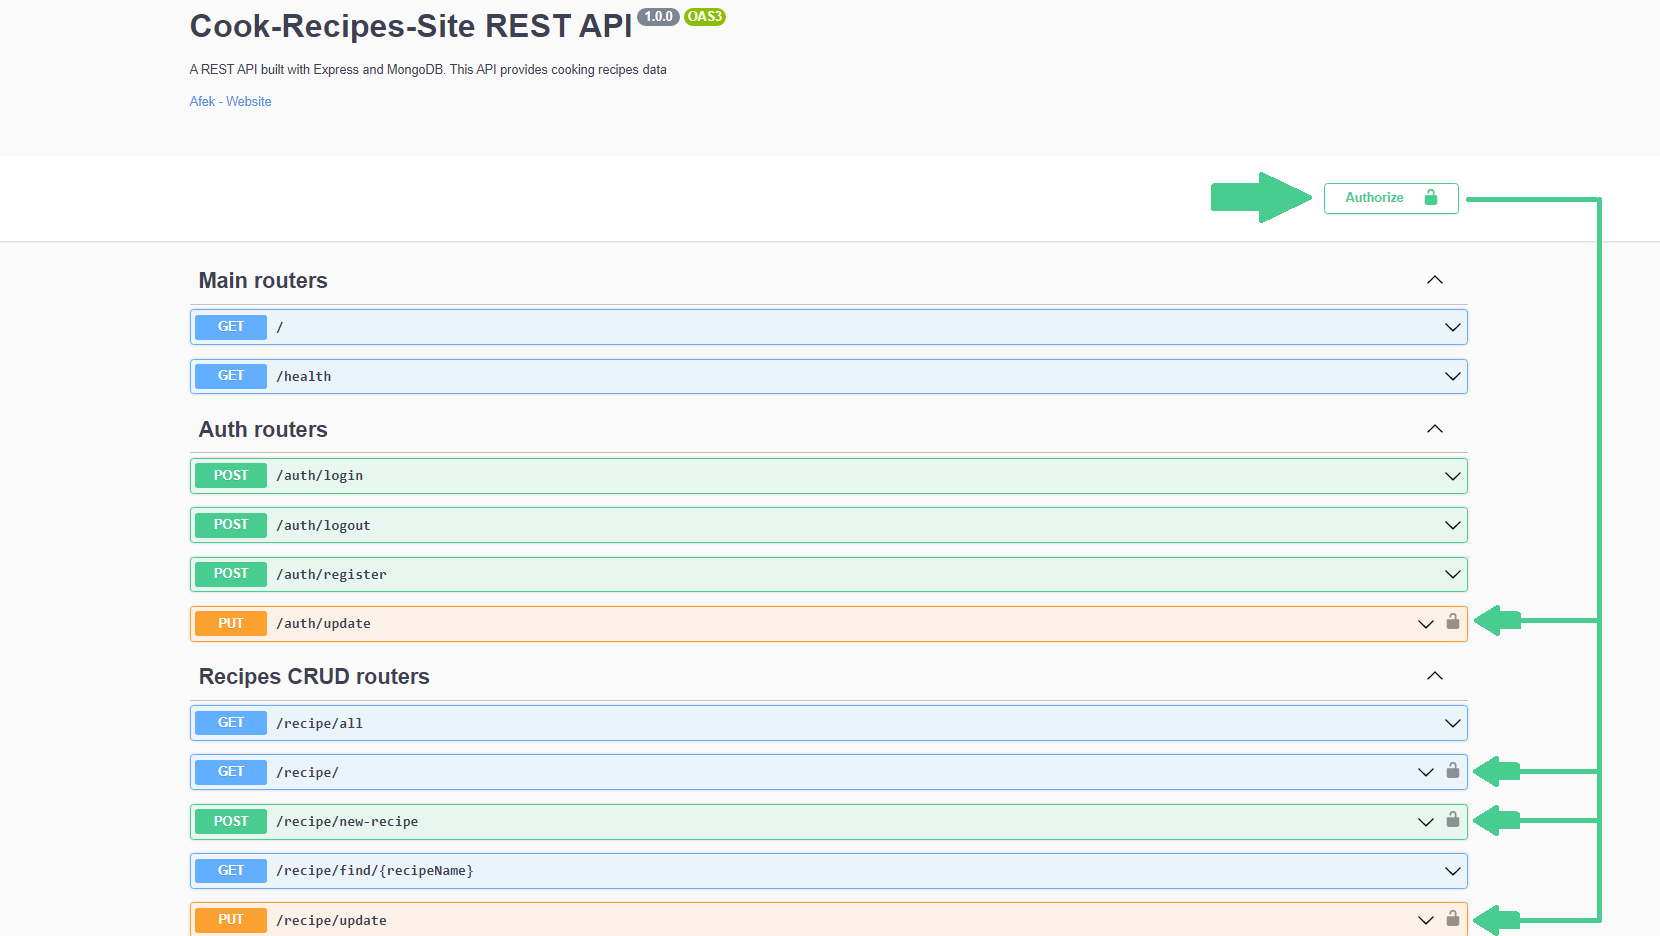 Cook-Recipes-Site REST API 1.0.0 OAS3
A REST API built with Express and MongoDB. This API provides cooking recipes data
Afek - Website
Authorize
Main routers
GET /
GET /health
Auth routers
POST /auth/login
POST /auth/logout
POST /auth/register
PUT /auth/update
Recipes CRUD routers
GET /recipe/all
GET /recipe/
POST /recipe/new-recipe
GET /recipe/find/{recipeName}
PUT /recipe/update